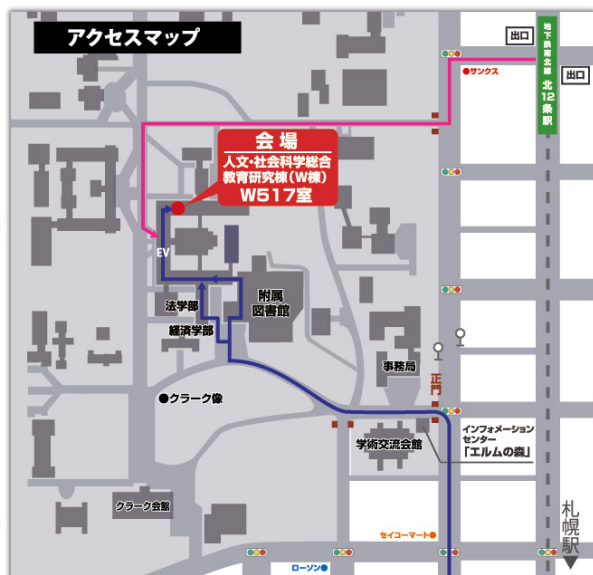 アクセスマップ
出口
地下鉄南北線
北12条駅
出口
●サンクス
会場
人文・社会科学総合
教育研究棟(W棟)
W517室
EV
法学部
経済学部
附属
図書館
事務局
正門
●クラーク像
学術交流会館
インフォメーション
センター
「エルムの森」
クラーク会館
セイコーマート●
ローソン●
札幌駅